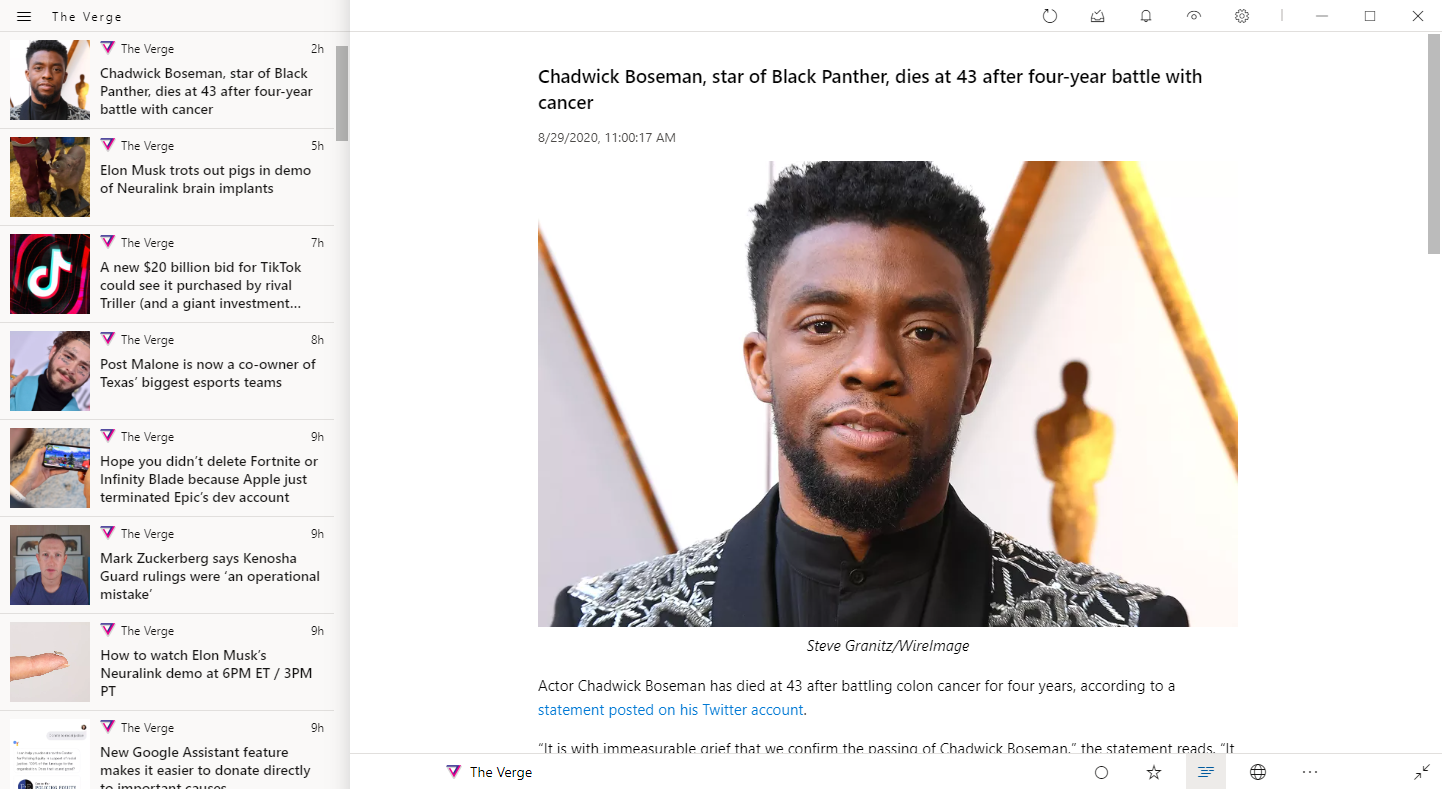 The Verge
The Verge 2h
Chadwick Boseman, star of Black
Panther, dies at 43 after four-year
battle with cancer
The Verge 5h
Elon Musk trots out pigs in demo
of Neuralink brain implants
The Verge 7h
A new $20 billion bid for TikTok
could see it purchased by rival
Triller (and a giant investment...
The Verge 8h
Post Malone is now a co-owner of
Texas’ biggest esports teams
The Verge 9h
Hope you didn’t delete Fortnite or
Infinity Blade because Apple just
terminated Epic’s dev account
The Verge 9h
Mark Zuckerberg says Kenosha
Guard rulings were ‘an operational
mistake’
The Verge 9h
How to watch Elon Musk’s
Neuralink demo at 6PM ET / 3PM
PT
The Verge 9h
New Google Assistant feature
makes it easier to donate directly
to important causes
Chadwick Boseman, star of Black Panther, dies at 43 after four-year battle with
cancer
8/29/2020, 11:00:17 AM
Steve Granitz/WireImage
Actor Chadwick Boseman has died at 43 after battling colon cancer for four years, according to a
statement posted on his Twitter account.
“It is with immeasurable grief that we confirm the passing of Chadwick Boseman,” the statement reads. “It
The Verge